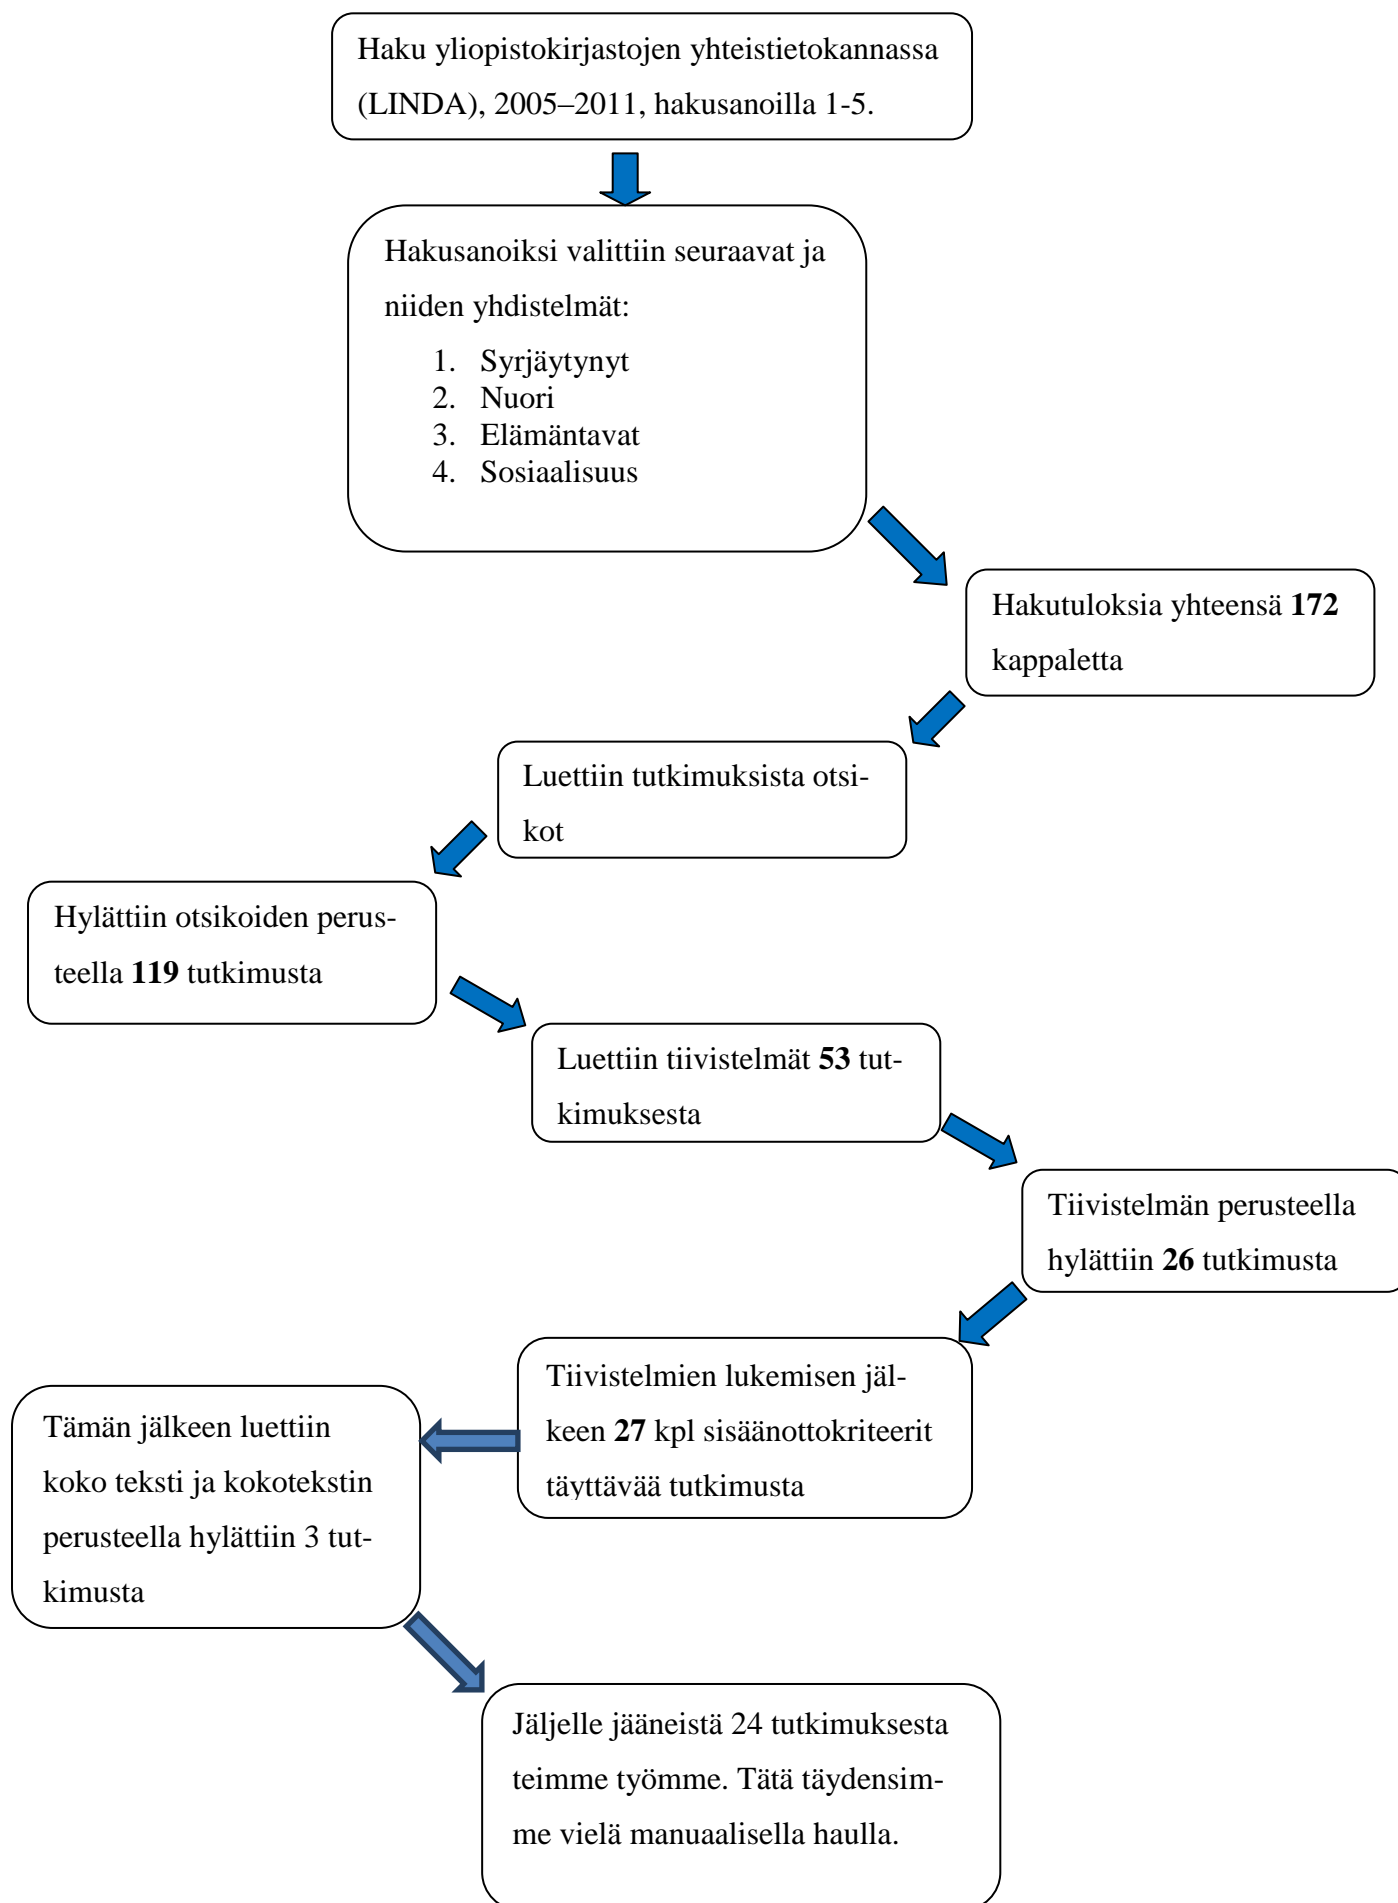 Haku yliopistokirjastojen yhteistietokannassa
(LINDA), 2005–2011, hakusanoilla 1-5.
Hakusanoiksi valittiin seuraavat ja
niiden yhdistelmät:
1. Syrjäytynyt
2. Nuori
3. Elämäntavat
4. Sosiaalisuus
Hakutuloksia yhteensä 172
kappaletta
Luettiin tutkimuksista otsi-
kot
Hylättiin otsikoiden perus-
teella 119 tutkimusta
Luettiin tiivistelmät 53 tut-
kimuksesta
Tiivistelmän perusteella
hylättiin 26 tutkimusta
Tiivistelmien lukemisen jäl-
keen 27 kpl sisäänottokriteerit
täyttävää tutkimusta
Tämän jälkeen luettiin
koko teksti ja kokotekstin
perusteella hylättiin 3 tut-
kimusta
Jäljelle jääneistä 24 tutkimuksesta
teimme työmme. Tätä täydensim-
me vielä manuaalisella haulla.